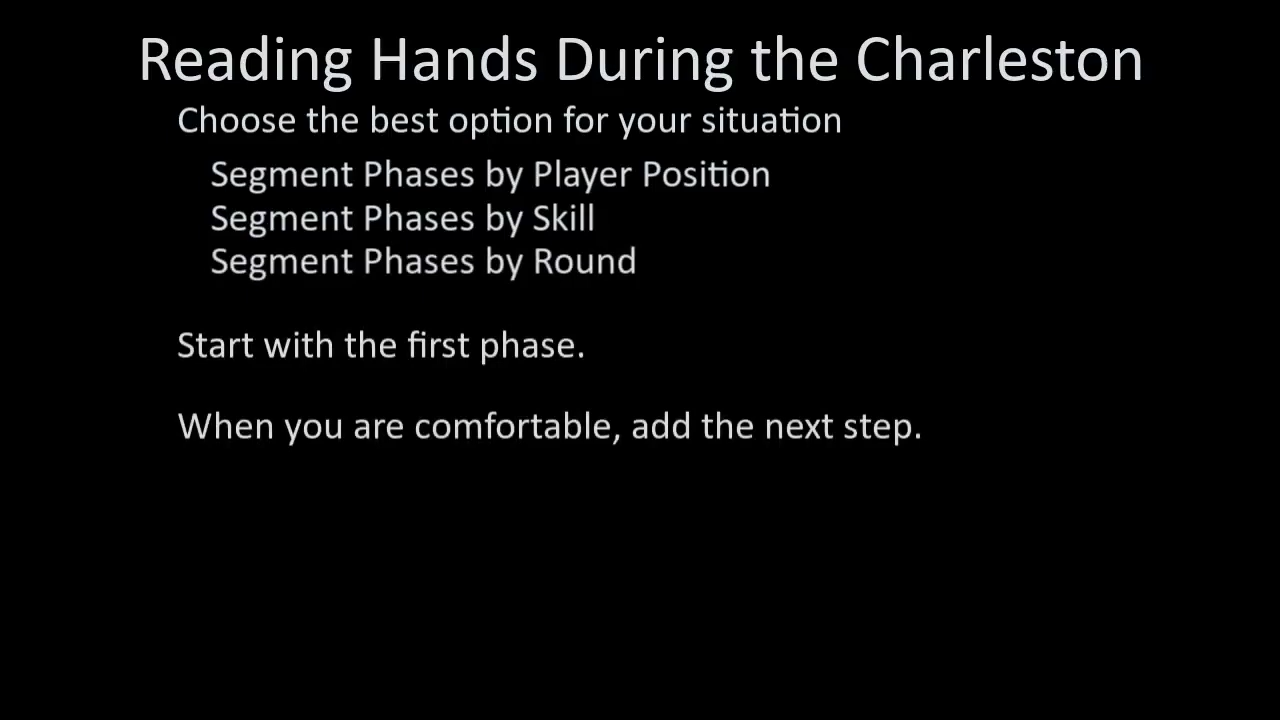 Reading Hands During the Charleston
Choose the best option for your situation
Segment Phases by Player Position
Segment Phases by Skill
Segment Phases by Round
Start with the first phase.
When you are comfortable, add the next step.